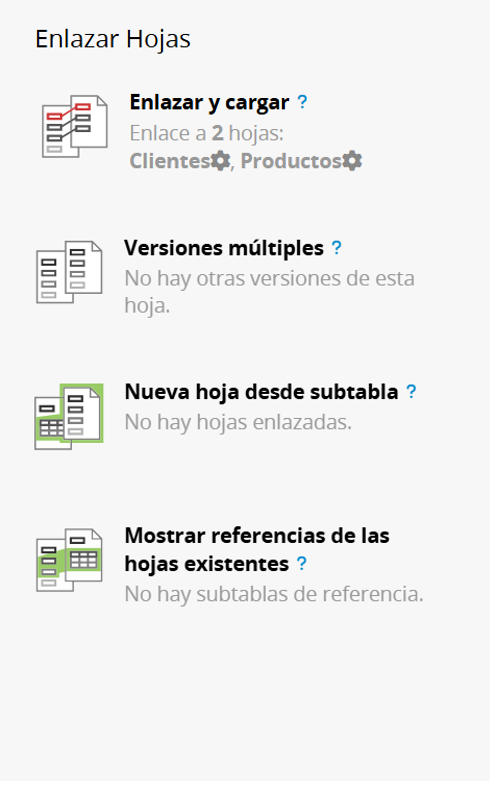 Enlazar Hojas
Enlazar y cargar ?
Enlace a 2 hojas:
Clientes, Productos
Versiones múltiples ?
No hay otras versiones de esta
hoja.
Nueva hoja desde subtabla ?
No hay hojas enlazadas.
Mostrar referencias de las
hojas existentes ?
No hay subtablas de referencia.